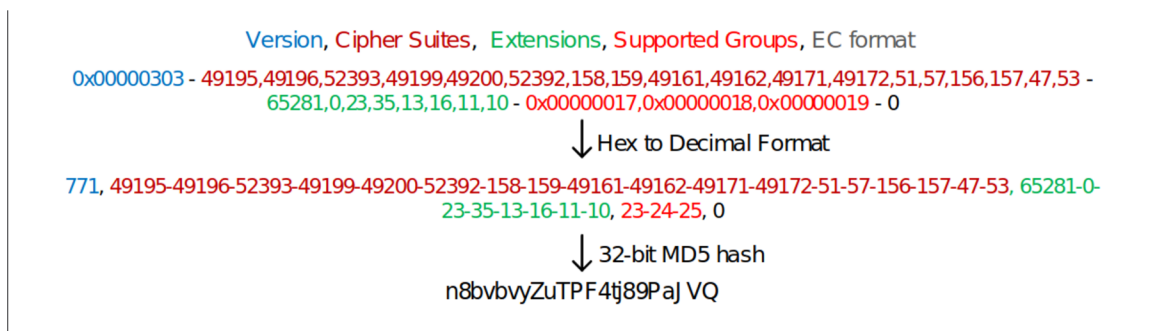 Version, Cipher Suites, Extensions, Supported Groups, EC format
0x00000303 - 49195,49196,52393,49199,49200,52392,158,159,49161,49162,49171,49172,51,57,156,157,47,53 -
65281,0,23,35,13,16,11,10 - 0x00000017,0x00000018,0x00000019 - 0
Hex to Decimal Format
771, 49195-49196-52393-49199-49200-52392-158-159-49161-49162-49171-49172-51-57-156-157-47-53, 65281-0-
23-35-13-16-11-10, 23-24-25, 0
32-bit MD5 hash
n8bvbvyZuTPF4tj89PaJVQ